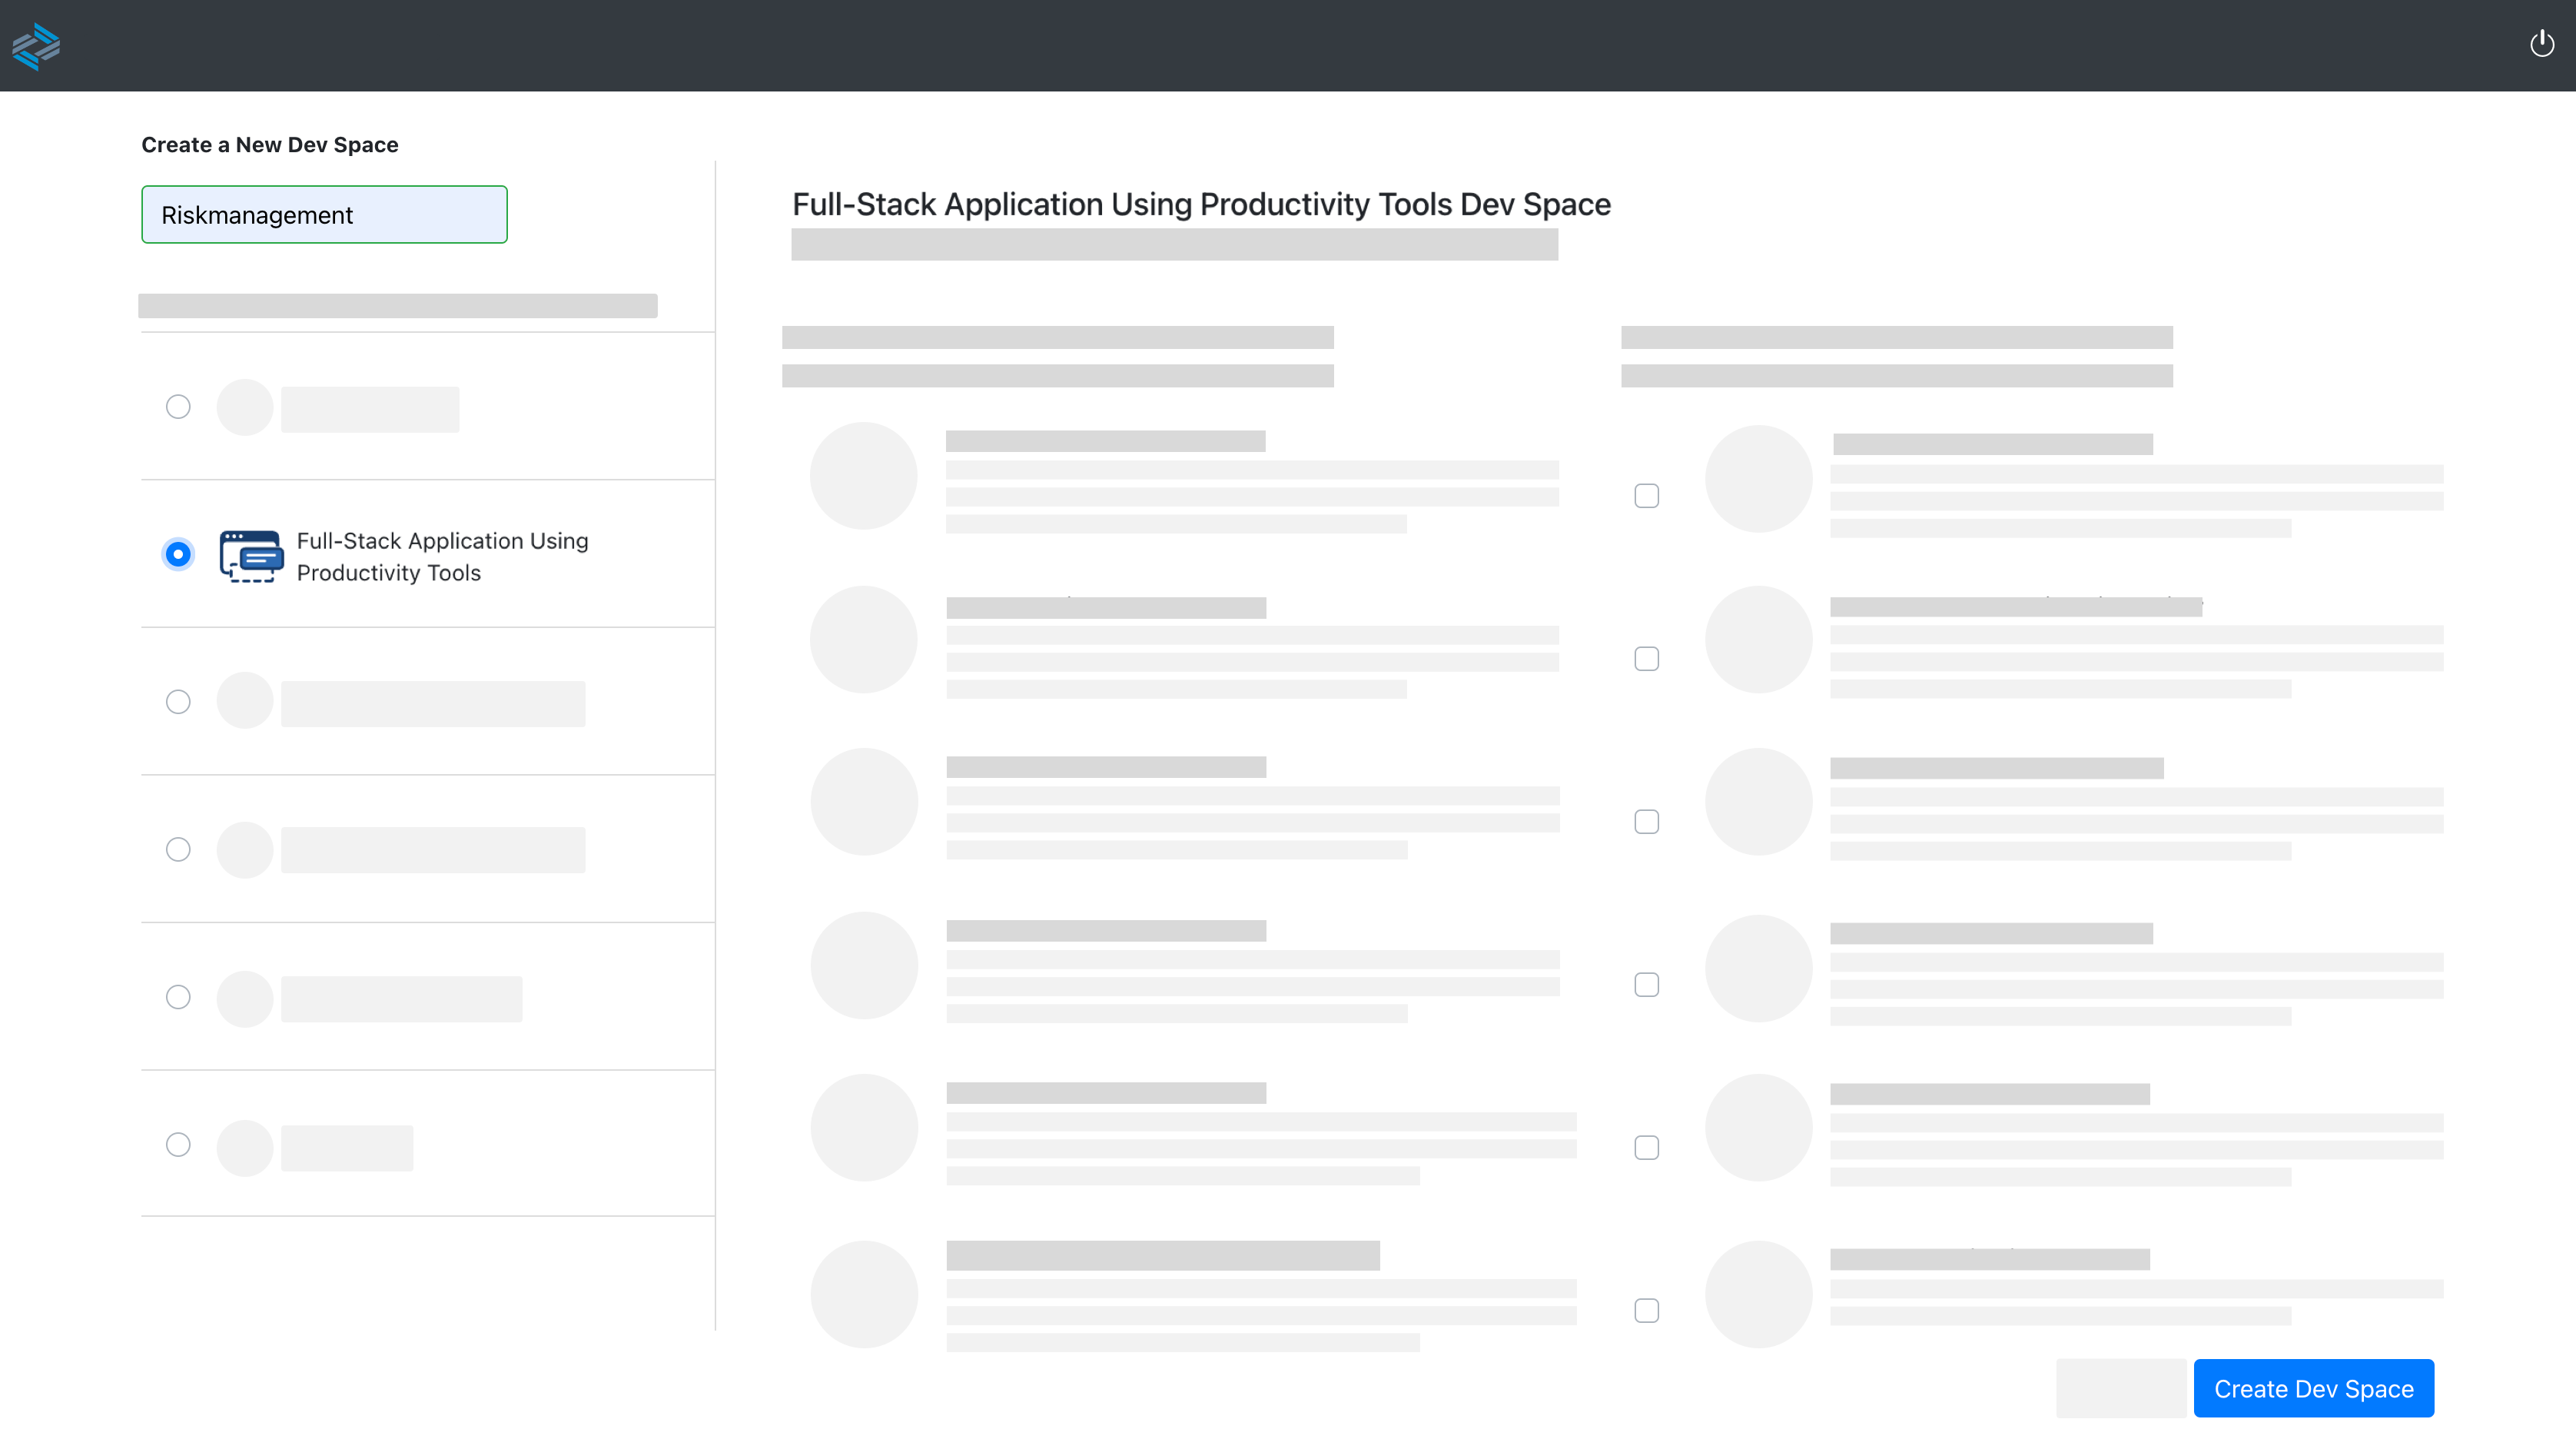 Create a New Dev Space
Riskmanagement
Full-Stack Application Using
Productivity Tools
Full-Stack Application Using Productivity Tools Dev Space
Create Dev Space